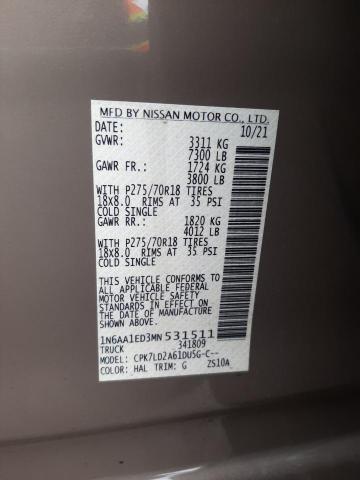 MFD BY NISSAN MOTOR CO., LTD.
DATE: 10/21
GVWR: 3311 KG
7300 LB
GAWR FR.: 1724 KG
3800 LB
WITH P275/70R18 TIRES
18x8.0 RIMS AT 35 PSI
COLD SINGLE
GAWR RR.: 1820 KG
4012 LB
WITH P275/70R18 TIRES
18x8.0 RIMS AT 35 PSI
COLD SINGLE
THIS VEHICLE CONFORMS TO
ALL APPLICABLE FEDERAL
MOTOR VEHICLE SAFETY
STANDARDS IN EFFECT ON THE
DATE OF MANUFACTURE SHOWN
ABOVE.
1N6AA1ED3MN531511
TRUCK 341809
MODEL: CPK7LD2A61DU5G-C--
COLOR: HAL TRIM: G ZS10A